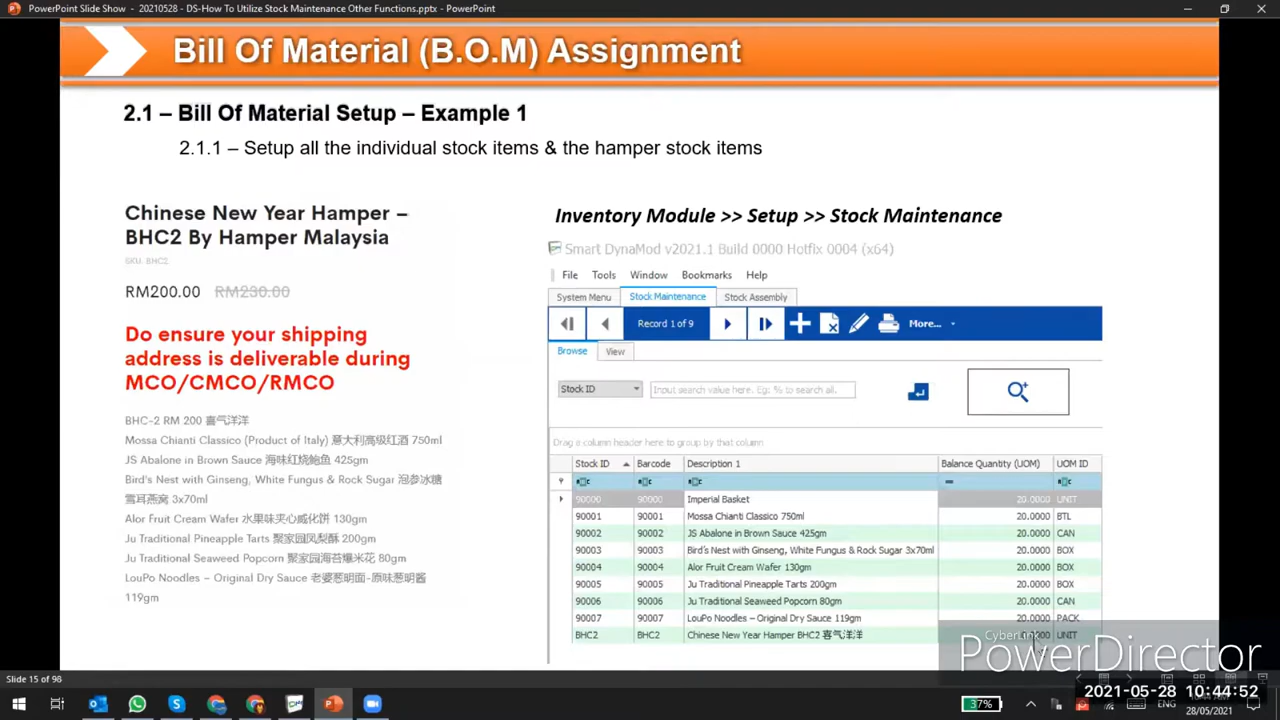 PowerPoint Slide Show - 20210528 - DS-How To Utilize Stock Maintenance Other Functions.pptx - PowerPoint
Bill Of Material (B.O.M) Assignment
2.1 – Bill Of Material Setup – Example 1
2.1.1 – Setup all the individual stock items & the hamper stock items
Chinese New Year Hamper –
BHC2 By Hamper Malaysia
SKU: BHC2
RM200.00 RM230.00
Do ensure your shipping
address is deliverable during
MCO/CMCO/RMCO
BHC-2 RM 200 喜气洋洋
Mossa Chianti Classico (Product of Italy) 意大利高级红酒 750ml
JS Abalone in Brown Sauce 海味红烧鲍鱼 425gm
Bird's Nest with Ginseng, White Fungus & Rock Sugar 泡参冰糖
雪耳燕窝 3x70ml
Alor Fruit Cream Wafer 水果味夹心威化饼 130gm
Ju Traditional Pineapple Tarts 聚家园凤梨酥 200gm
Ju Traditional Seaweed Popcorn 聚家园海苔爆米花 80gm
LouPo Noodles – Original Dry Sauce 老婆葱明面-原味葱明酱
119gm
Inventory Module >> Setup >> Stock Maintenance
Smart DynaMod v2021.1 Build 0000 Hotfix 0004 (x64)
File Tools Window Bookmarks Help
System Menu Stock Maintenance Stock Assembly
Record 1 of 9 More...
Browse View
Stock ID Input search value here. Eg: % to search all.
Drag a column header here to group by that column
Stock ID Barcode Description 1 Balance Quantity (UOM) UOM ID
90000 90000 Imperial Basket 20.0000 UNIT
90001 90001 Mossa Chianti Classico 750ml 20.0000 BTL
90002 90002 JS Abalone in Brown Sauce 425gm 20.0000 CAN
90003 90003 Bird's Nest with Ginseng, White Fungus & Rock Sugar 3x70ml 20.0000 BOX
90004 90004 Alor Fruit Cream Wafer 130gm 20.0000 BOX
90005 90005 Ju Traditional Pineapple Tarts 200gm 20.0000 BOX
90006 90006 Ju Traditional Seaweed Popcorn 80gm 20.0000 CAN
90007 90007 LouPo Noodles – Original Dry Sauce 119gm 20.0000 PACK
BHC2 BHC2 Chinese New Year Hamper BHC2 喜气洋洋 UNIT
CyberLink
PowerDirector
Slide 15 of 98
2021-05-28 10:44:52
37% ENG 28/05/2021